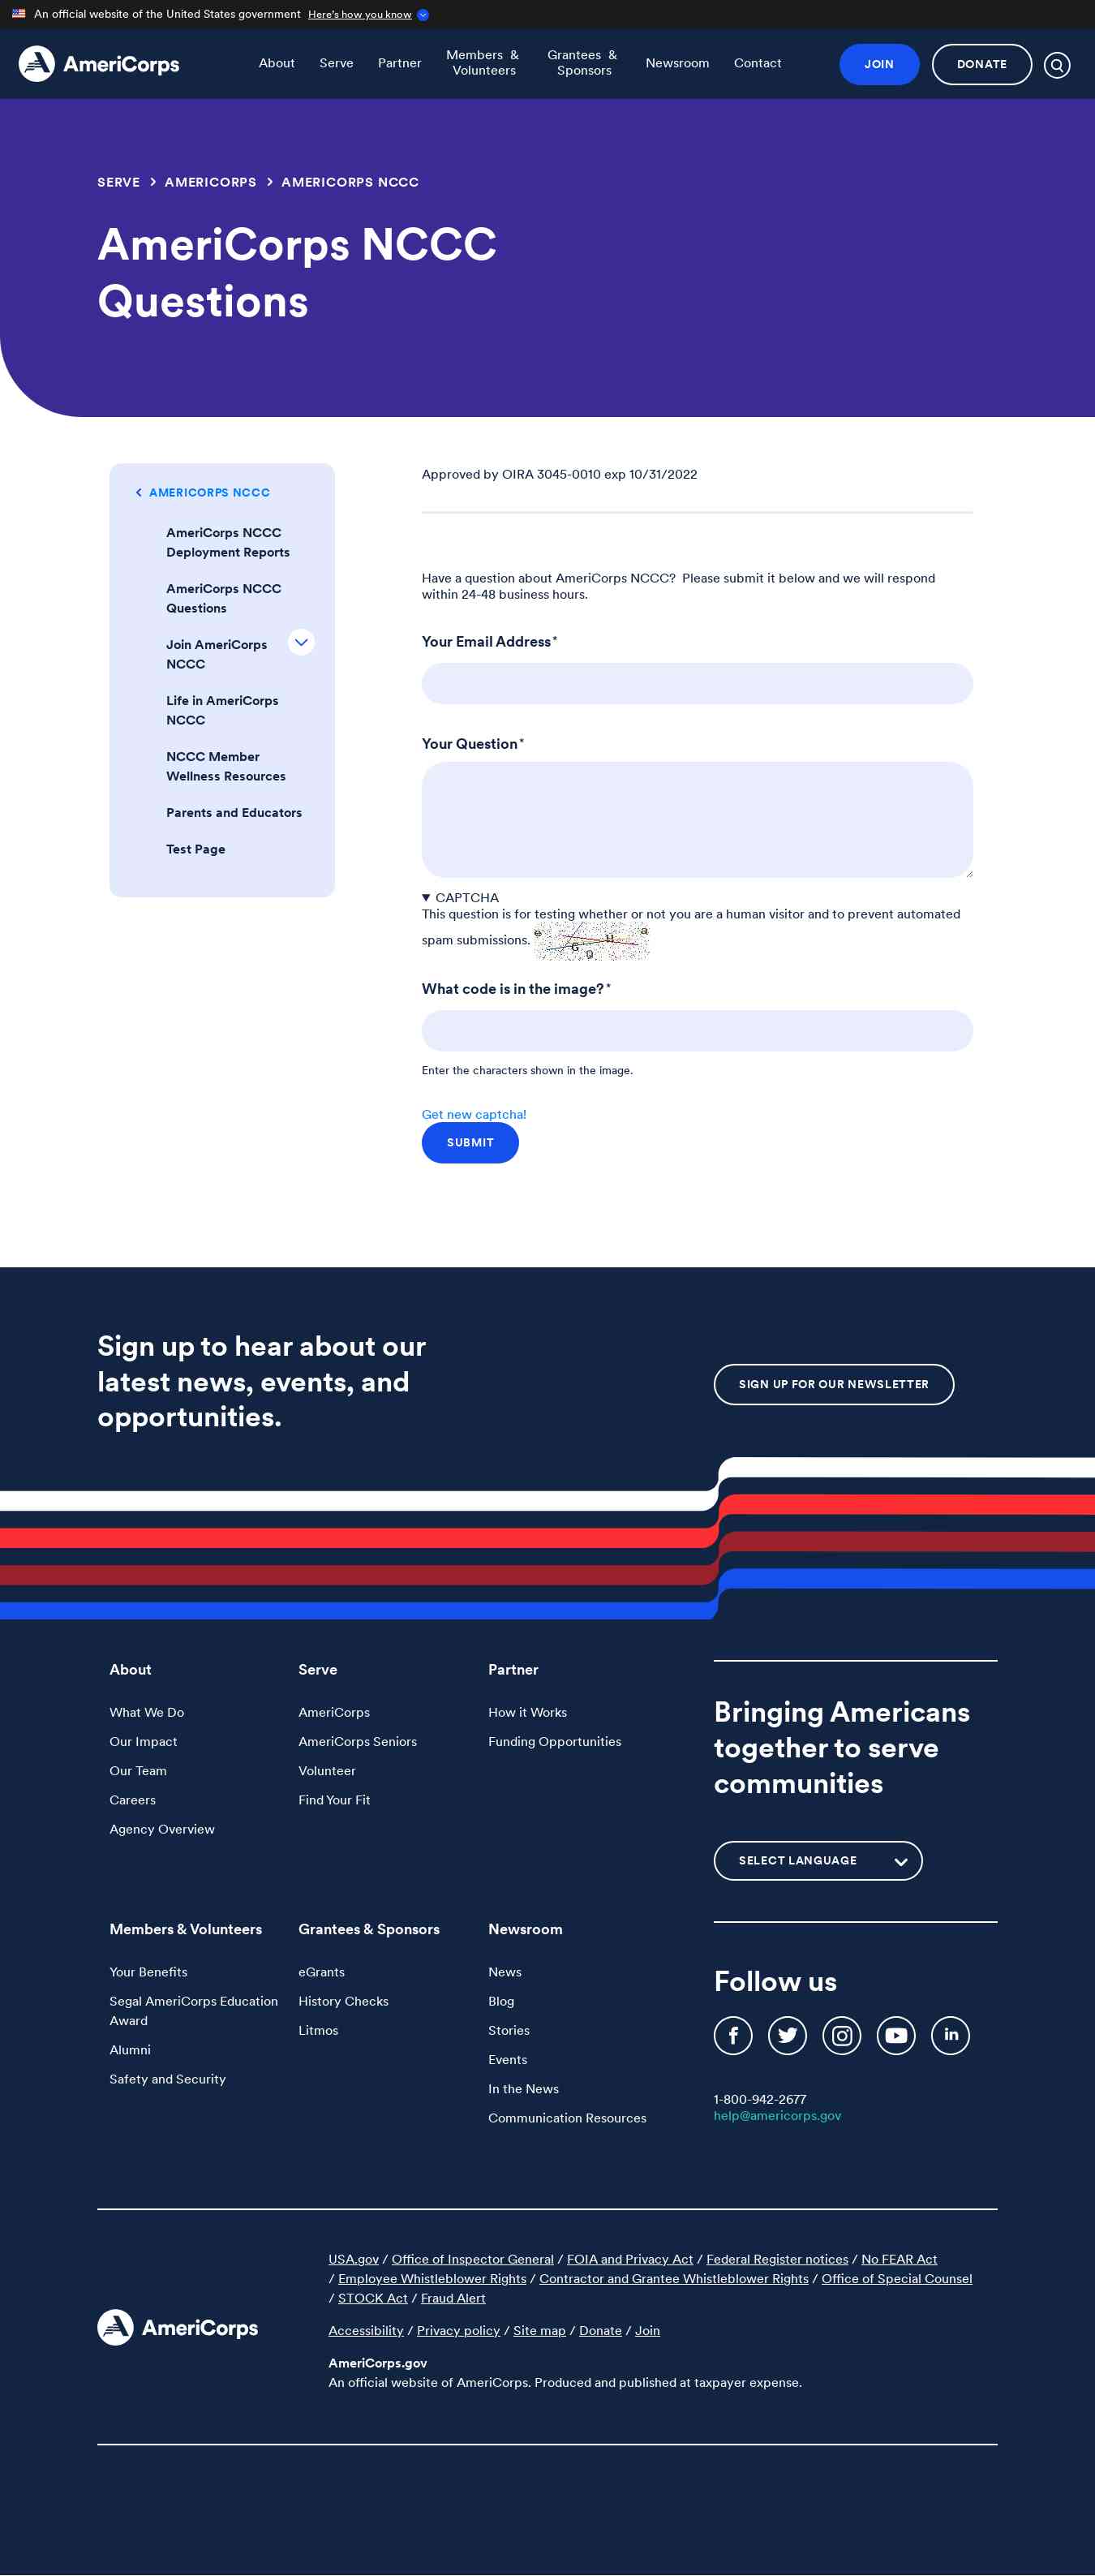 An official website of the United States government Here's how you know
AmeriCorps
About Serve Partner Members & Volunteers Grantees & Sponsors Newsroom Contact
JOIN DONATE
SERVE > AMERICORPS > AMERICORPS NCCC
AmeriCorps NCCC
Questions
AMERICORPS NCCC
AmeriCorps NCCC
Deployment Reports
AmeriCorps NCCC
Questions
Join AmeriCorps
NCCC
Life in AmeriCorps
NCCC
NCCC Member
Wellness Resources
Parents and Educators
Test Page
Approved by OIRA 3045-0010 exp 10/31/2022
Have a question about AmeriCorps NCCC? Please submit it below and we will respond
within 24-48 business hours.
Your Email Address*
Your Question*
▼ CAPTCHA
This question is for testing whether or not you are a human visitor and to prevent automated
spam submissions.
What code is in the image?*
Enter the characters shown in the image.
Get new captcha!
SUBMIT
Sign up to hear about our
latest news, events, and
opportunities.
SIGN UP FOR OUR NEWSLETTER
About
What We Do
Our Impact
Our Team
Careers
Agency Overview
Serve
AmeriCorps
AmeriCorps Seniors
Volunteer
Find Your Fit
Partner
How it Works
Funding Opportunities
Bringing Americans
together to serve
communities
SELECT LANGUAGE
Members & Volunteers
Your Benefits
Segal AmeriCorps Education
Award
Alumni
Safety and Security
Grantees & Sponsors
eGrants
History Checks
Litmos
Newsroom
News
Blog
Stories
Events
In the News
Communication Resources
Follow us
1-800-942-2677
help@americorps.gov
AmeriCorps
USA.gov / Office of Inspector General / FOIA and Privacy Act / Federal Register notices / No FEAR Act
/ Employee Whistleblower Rights / Contractor and Grantee Whistleblower Rights / Office of Special Counsel
/ STOCK Act / Fraud Alert
Accessibility / Privacy policy / Site map / Donate / Join
AmeriCorps.gov
An official website of AmeriCorps. Produced and published at taxpayer expense.